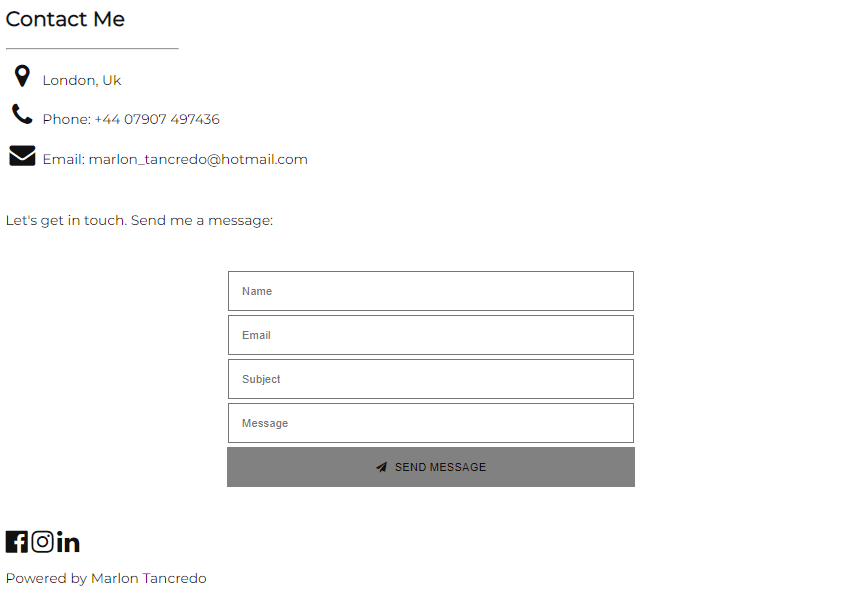 Contact Me
London, Uk
Phone: +44 07907 497436
Email: marlon_tancredo@hotmail.com
Let's get in touch. Send me a message:
Name
Email
Subject
Message
SEND MESSAGE
Powered by Marlon Tancredo